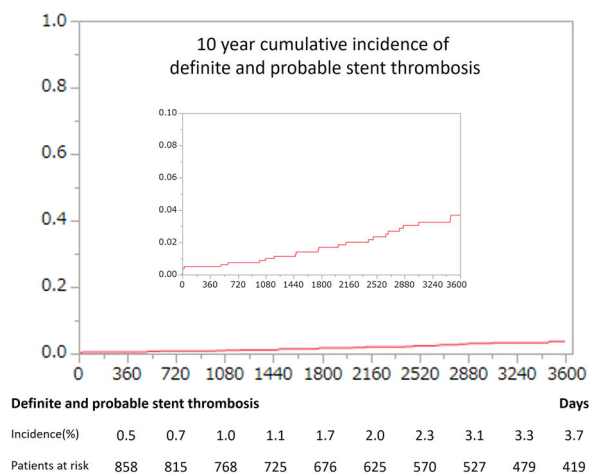 10 year cumulative incidence of
definite and probable stent thrombosis
1.0
0.8
0.6
0.4
0.2
0.0
0.10
0.08
0.06
0.04
0.02
0.00
0 360 720 1080 1440 1800 2160 2520 2880 3240 3600
0 360 720 1080 1440 1800 2160 2520 2880 3240 3600
Definite and probable stent thrombosis Days
Incidence(%) 0.5 0.7 1.0 1.1 1.7 2.0 2.3 3.1 3.3 3.7
Patients at risk 858 815 768 725 676 625 570 527 479 419